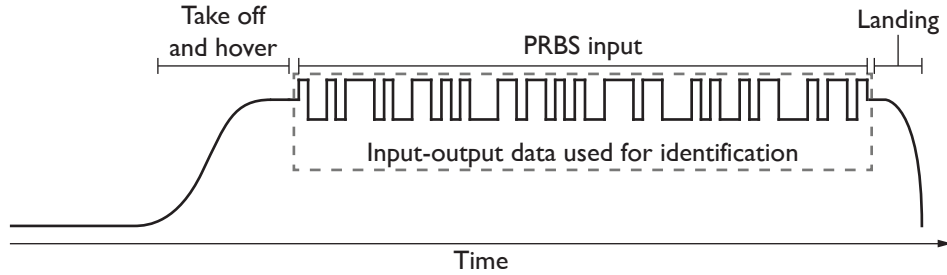 Take off
and hover
PRBS input
Landing
Input-output data used for identification
Time